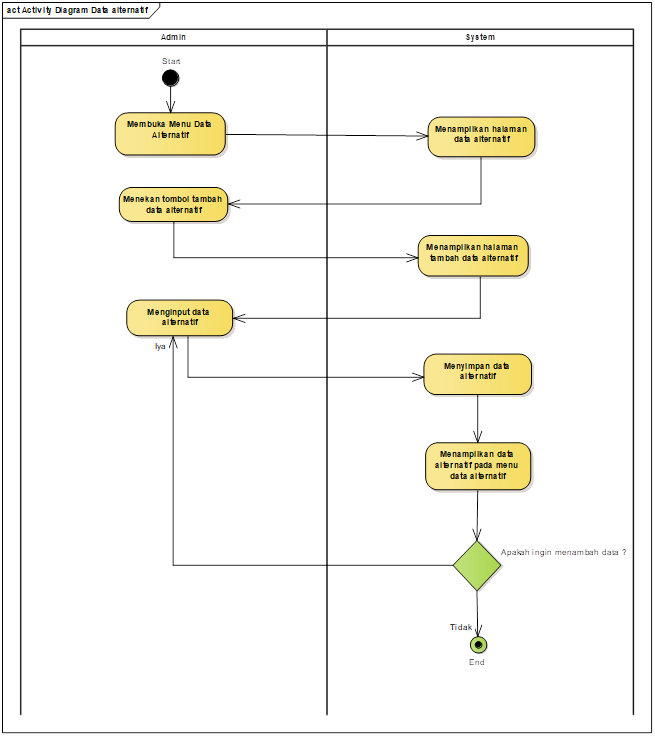 act Activity Diagram Data alternatif
Admin
System
Start
Membuka Menu Data
Alternatif
Menampilkan halaman
data alternatif
Menekan tombol tambah
data alternatif
Menampilkan halaman
tambah data alternatif
Menginput data
alternatif
Iya
Menyimpan data
alternatif
Menampilkan data
alternatif pada menu
data alternatif
Apakah ingin menambah data ?
Tidak
End